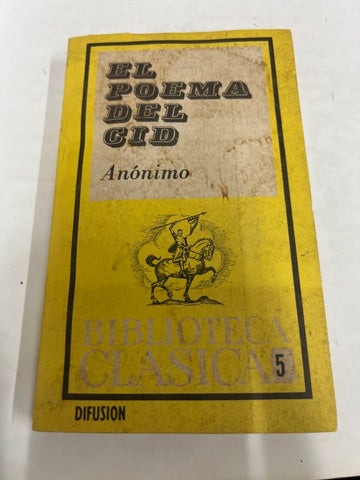 EL
POEMA
DEL
CID
Anónimo
BIBLIOTECA
CLASICA 5
DIFUSION